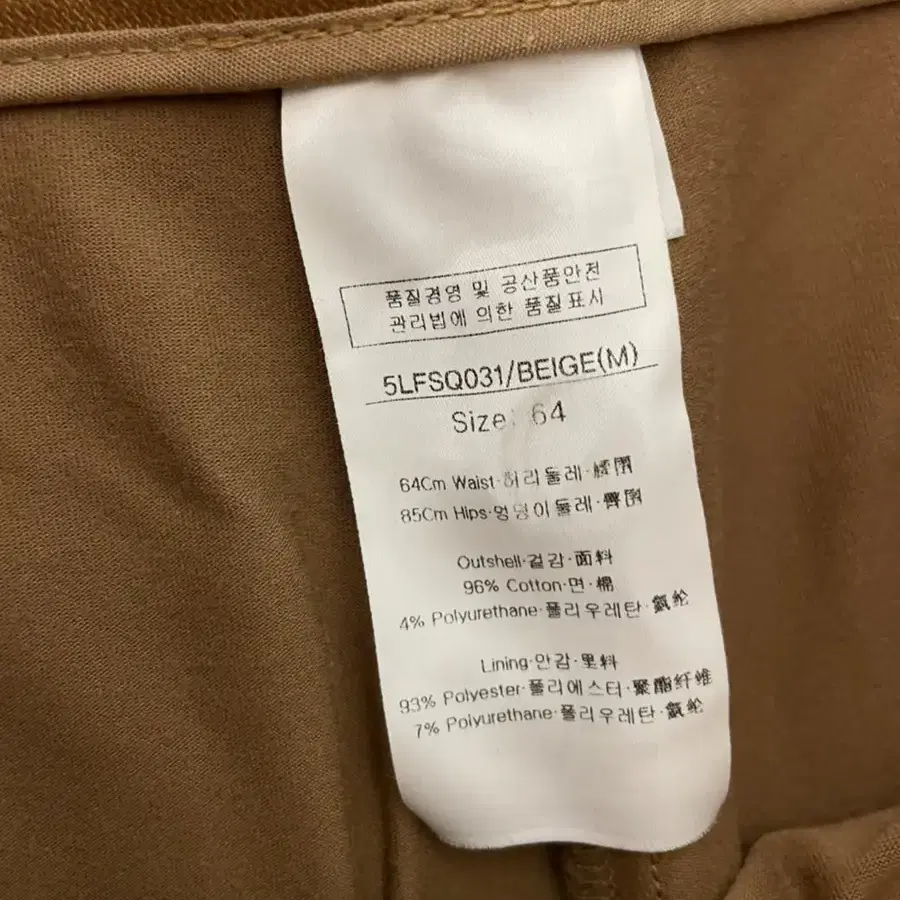 품질경영 및 공산품안전
관리법에 의한 품질표시
5LFSQ031/BEIGE(M)
Size: 64
64Cm Waist·허리둘레·
85Cm Hips·엉덩이둘레·臀围
Outshell·겉감·面料
96% Cotton·면·棉
4% Polyurethane·폴리우레탄·氨纶
Lining·안감·里料
93% Polyester·폴리에스터·聚酯纤维
7% Polyurethane·폴리우레탄·氨纶